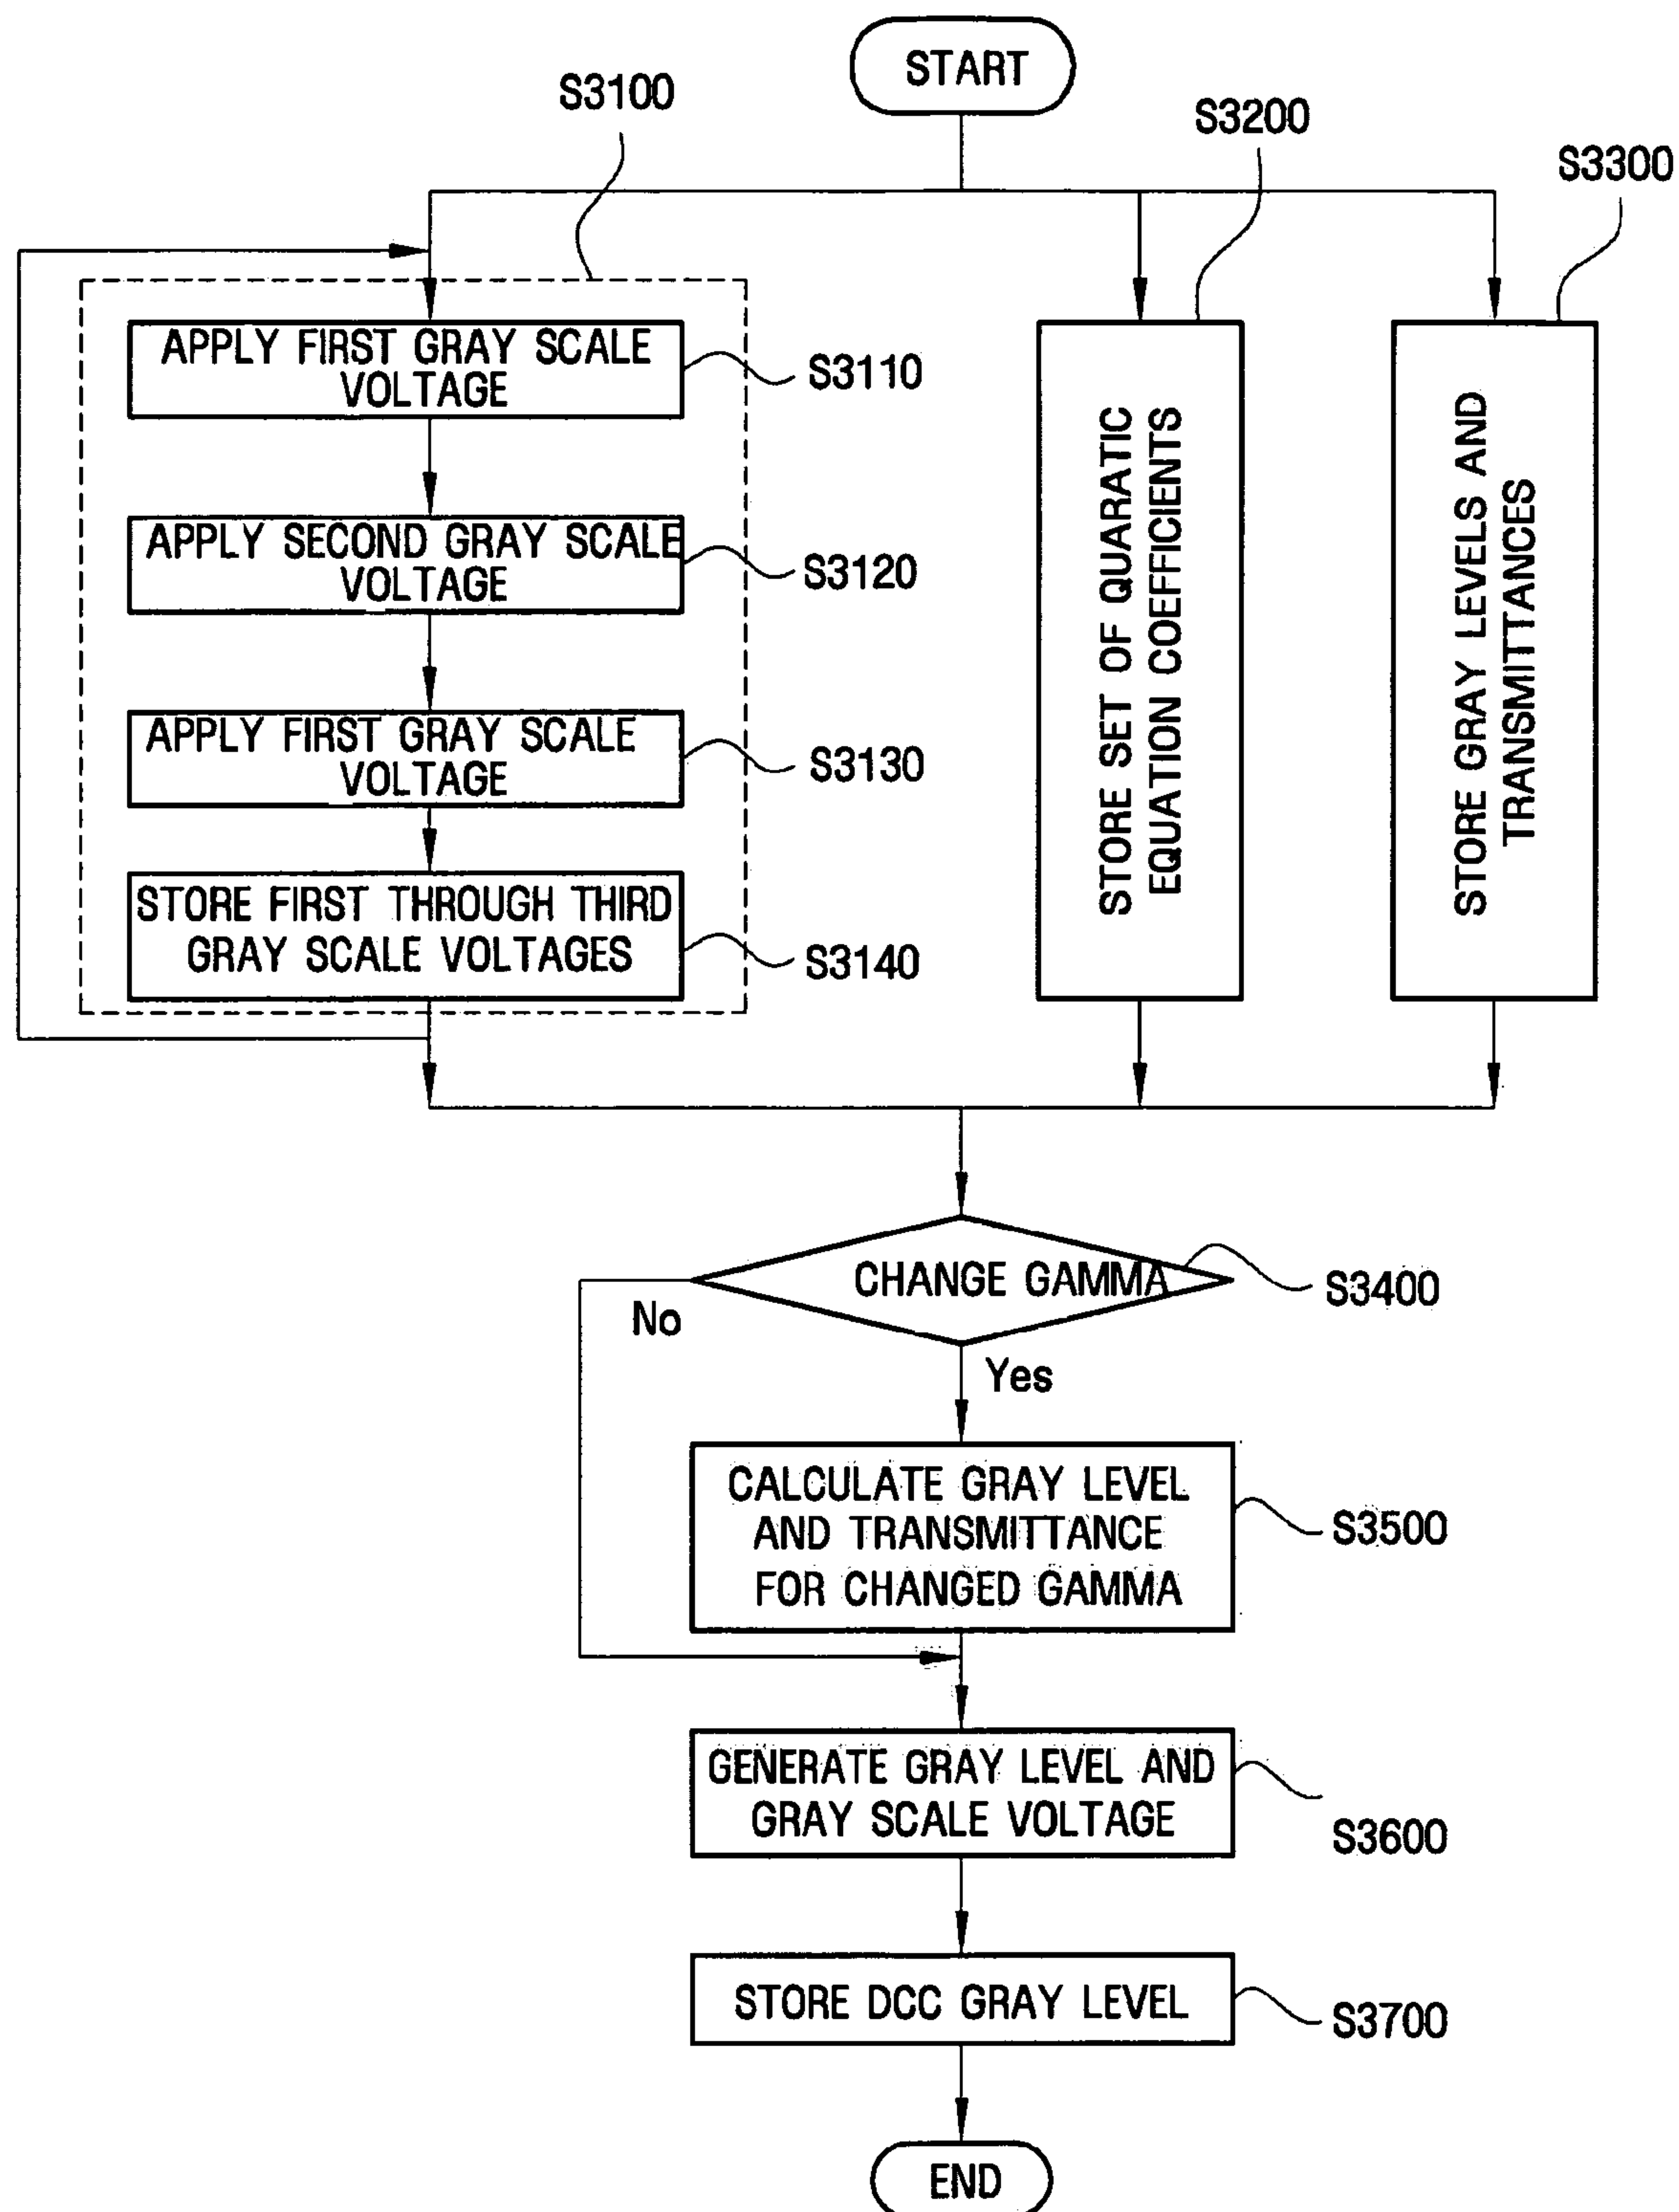 START
S3100
S3200
S3300
APPLY FIRST GRAY SCALE
VOLTAGE
S3110
APPLY SECOND GRAY SCALE
VOLTAGE
S3120
APPLY FIRST GRAY SCALE
VOLTAGE
S3130
STORE FIRST THROUGH THIRD
GRAY SCALE VOLTAGES
S3140
STORE SET OF QUARATIC
EQUATION COEFFICIENTS
STORE GRAY LEVELS AND
TRANSMITTANCES
CHANGE GAMMA
S3400
No
Yes
CALCULATE GRAY LEVEL
AND TRANSMITTANCE
FOR CHANGED GAMMA
S3500
GENERATE GRAY LEVEL AND
GRAY SCALE VOLTAGE
S3600
STORE DCC GRAY LEVEL
S3700
END